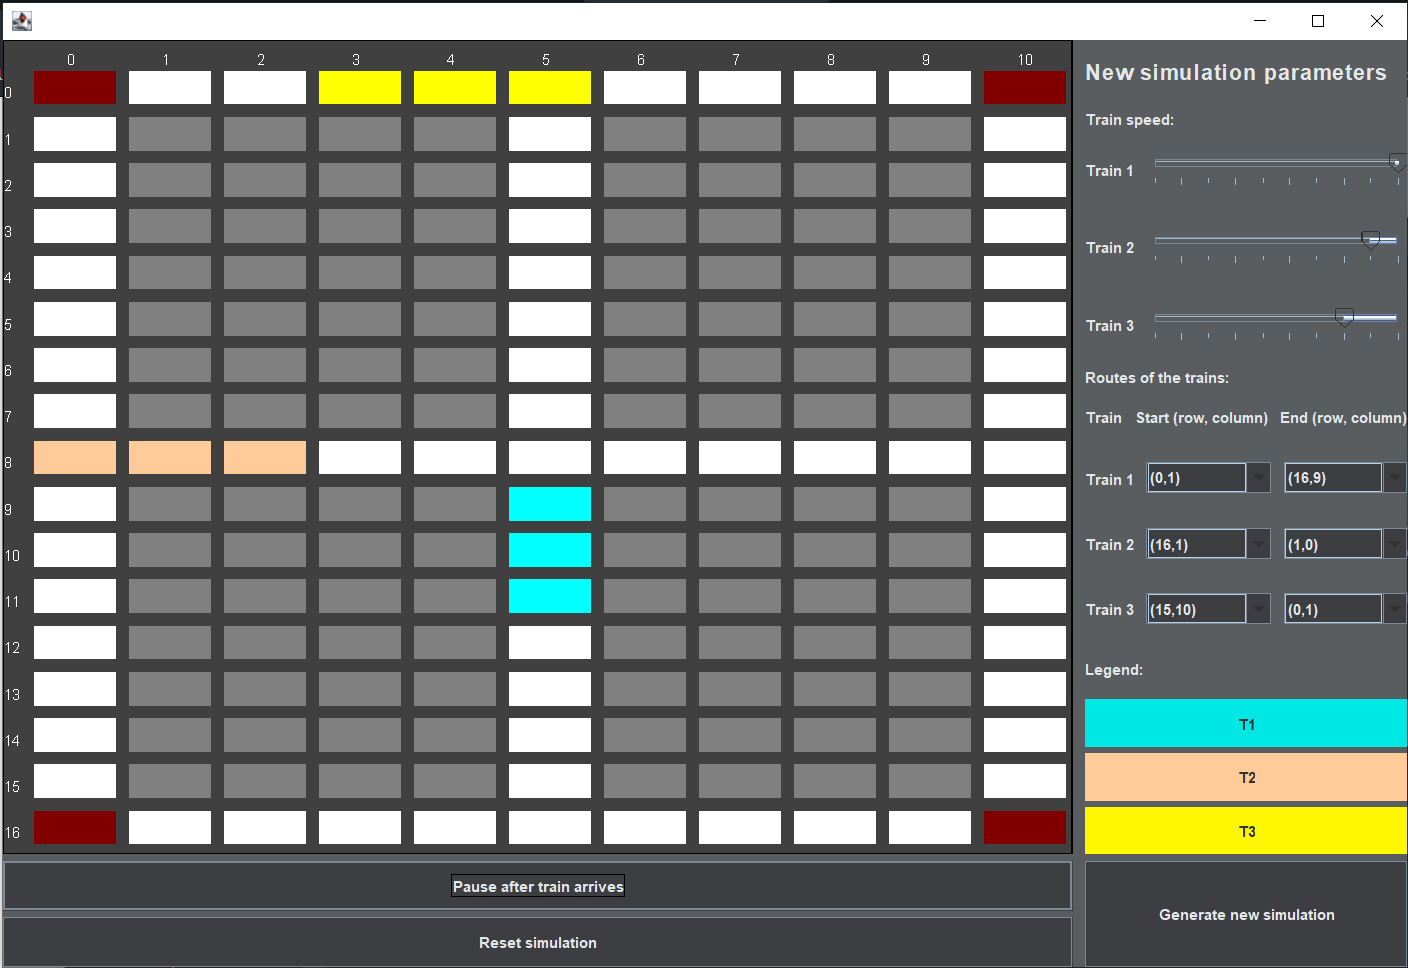 0 1 2 3 4 5 6 7 8 9 10
0
1
2
3
4
5
6
7
8
9
10
11
12
13
14
15
16
Pause after train arrives
Reset simulation
New simulation parameters
Train speed:
Train 1
Train 2
Train 3
Routes of the trains:
Train Start (row, column) End (row, column)
Train 1 (0,1) (16,9)
Train 2 (16,1) (1,0)
Train 3 (15,10) (0,1)
Legend:
T1
T2
T3
Generate new simulation